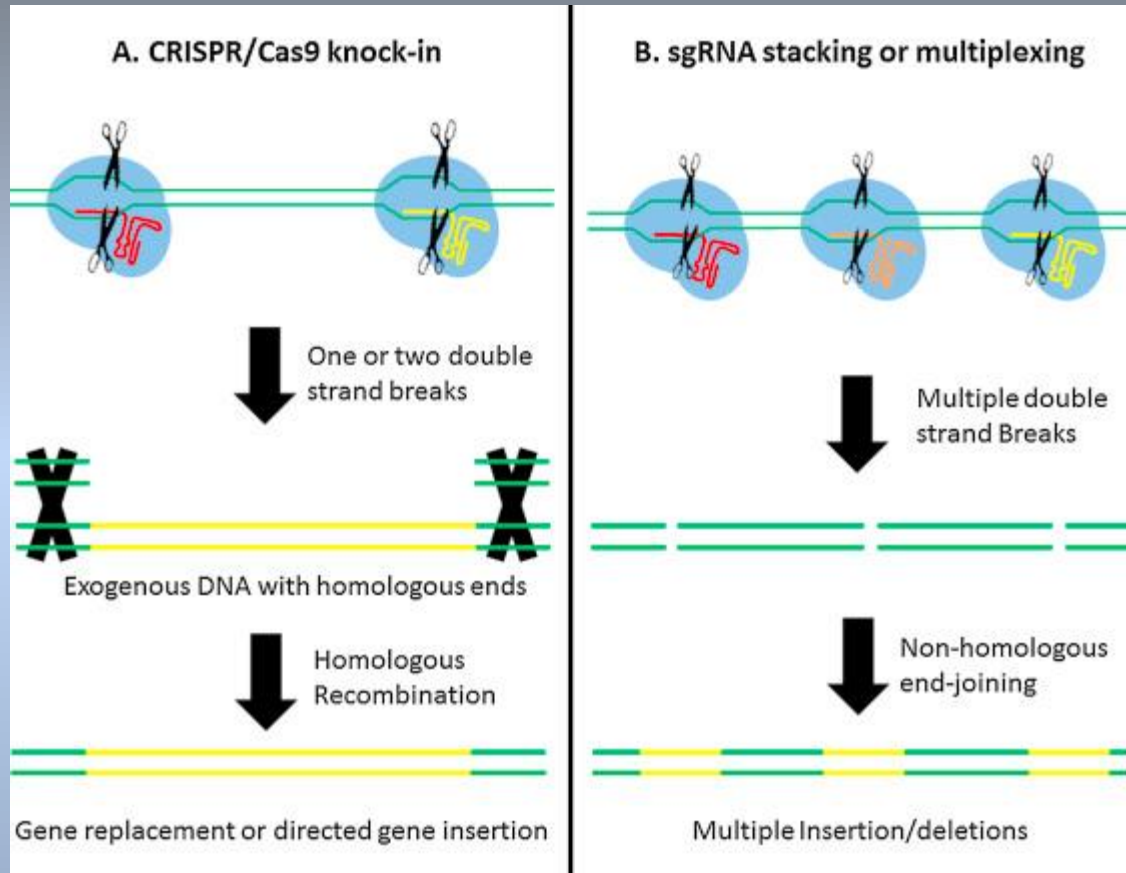 A. CRISPR/Cas9 knock-in
One or two double
strand breaks
Exogenous DNA with homologous ends
Homologous
Recombination
Gene replacement or directed gene insertion
B. sgRNA stacking or multiplexing
Multiple double
strand Breaks
Non-homologous
end-joining
Multiple Insertion/deletions